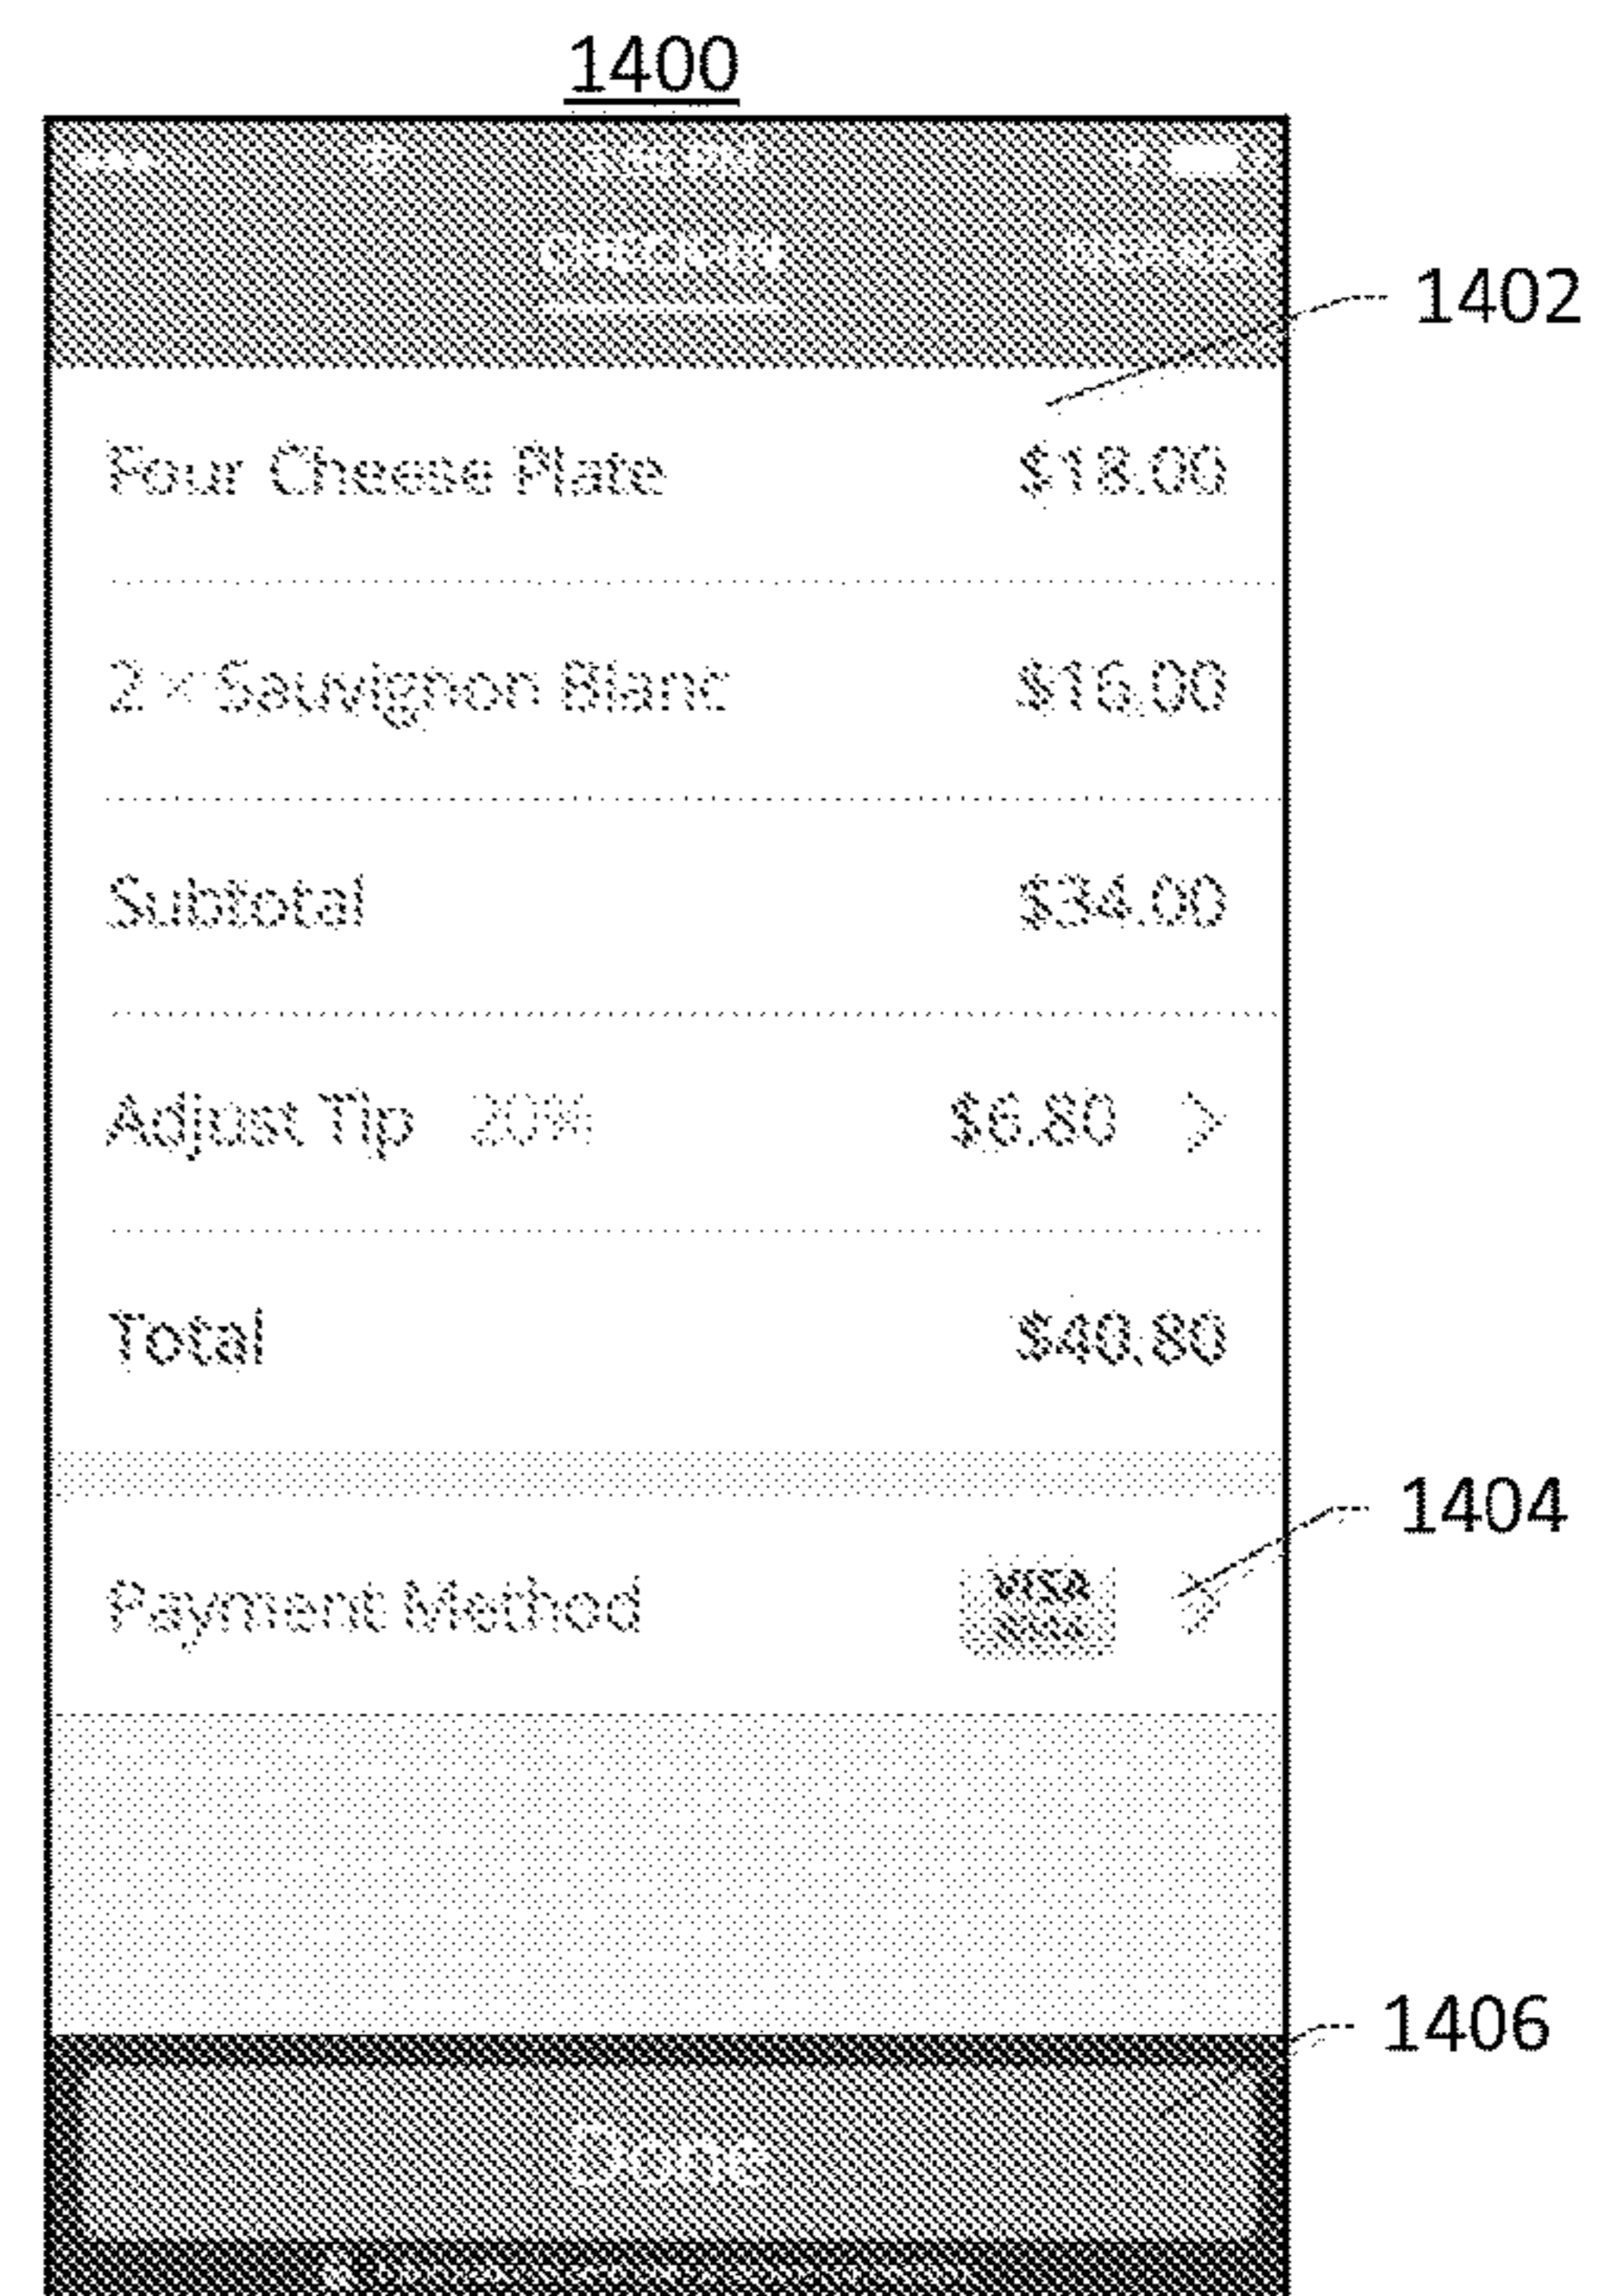 1400
1402
Four Cheese Plate $18.00
2 × Sauvignon Blanc $16.00
Subtotal $34.00
Adjust Tip 20% $6.80 >
Total $40.80
1404
Payment Method VISA >
1406
Done